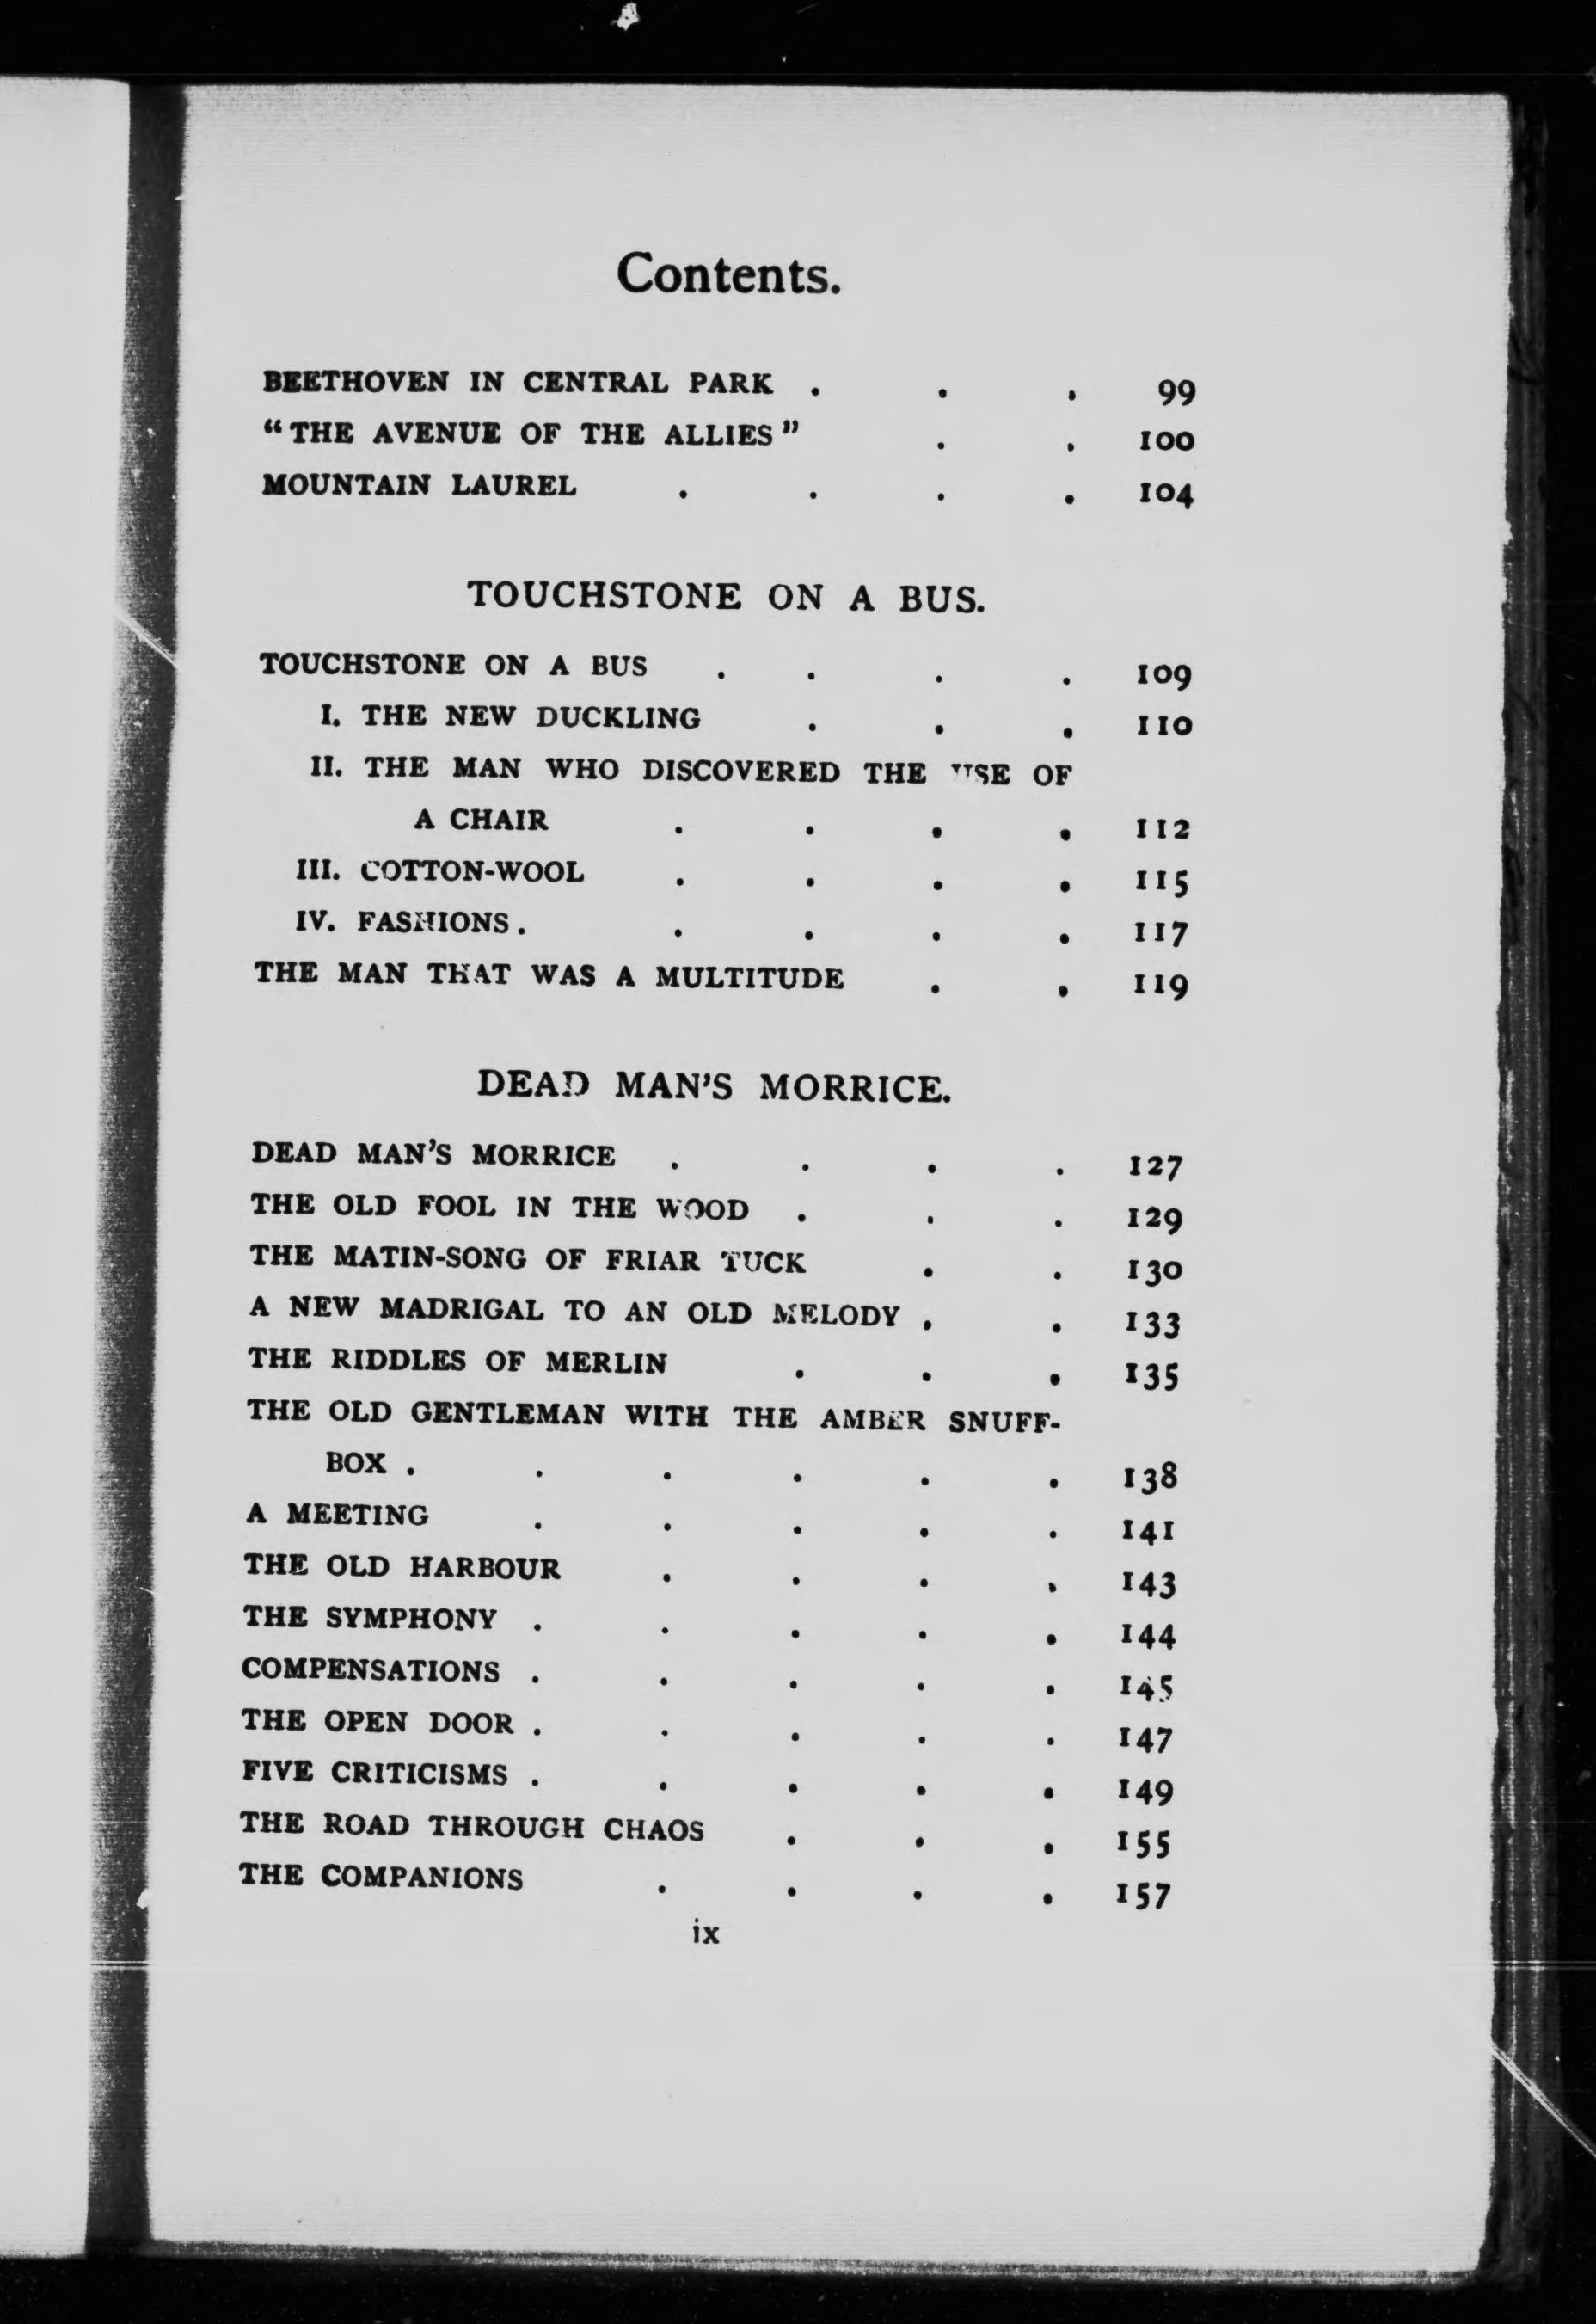 Contents.
BEETHOVEN IN CENTRAL PARK . . . 99
“THE AVENUE OF THE ALLIES” . . 100
MOUNTAIN LAUREL . . . . 104
TOUCHSTONE ON A BUS.
TOUCHSTONE ON A BUS . . . . 109
I. THE NEW DUCKLING . . . 110
II. THE MAN WHO DISCOVERED THE USE OF
A CHAIR . . . . 112
III. COTTON-WOOL . . . . 115
IV. FASHIONS . . . . . 117
THE MAN THAT WAS A MULTITUDE . . 119
DEAD MAN'S MORRICE.
DEAD MAN'S MORRICE . . . . 127
THE OLD FOOL IN THE WOOD . . . 129
THE MATIN-SONG OF FRIAR TUCK . . 130
A NEW MADRIGAL TO AN OLD MELODY . . 133
THE RIDDLES OF MERLIN . . . 135
THE OLD GENTLEMAN WITH THE AMBER SNUFF-
BOX . . . . . . 138
A MEETING . . . . . 141
THE OLD HARBOUR . . . . 143
THE SYMPHONY . . . . . 144
COMPENSATIONS . . . . . 145
THE OPEN DOOR . . . . . 147
FIVE CRITICISMS . . . . . 149
THE ROAD THROUGH CHAOS . . . 155
THE COMPANIONS . . . . 157
ix